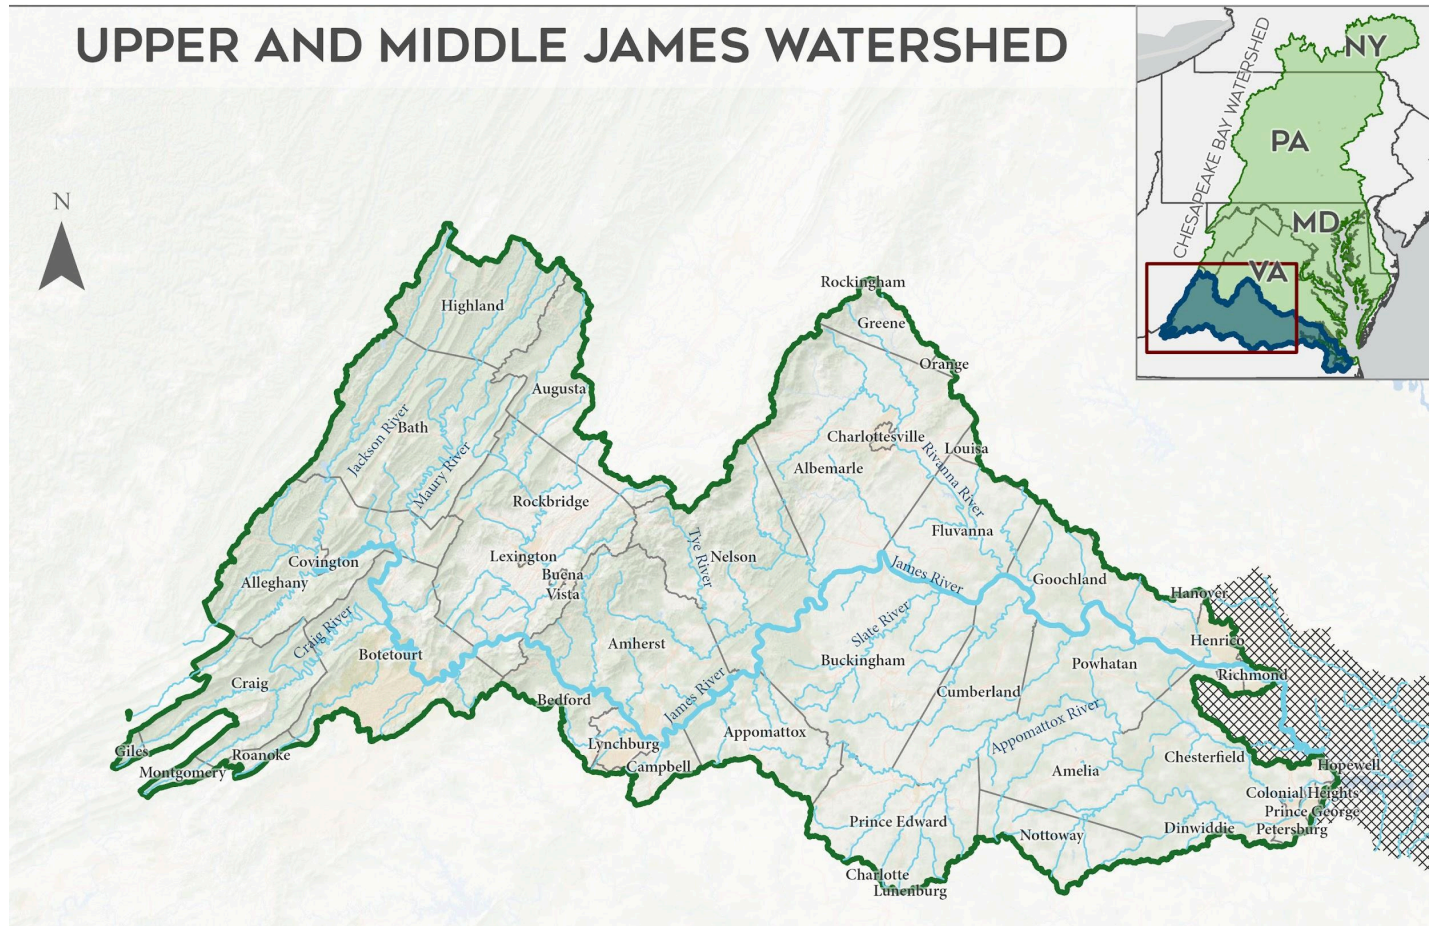 UPPER AND MIDDLE JAMES WATERSHED
NY
CHESAPEAKE BAY WATERSHED
PA
MD
VA
N
Rockingham
Highland
Greene
Orange
Augusta
Jackson River
Bath
Charlottesville
Louisa
Maury River
Albemarle
Rivanna River
Rockbridge
Fluvanna
Tye River
Lexington
Nelson
Covington
Buena
Vista
Alleghany
James River
Goochland
Hanover
Craig River
Slate River
Henrico
Amherst
Botetourt
Buckingham
Powhatan
Richmond
Craig
Cumberland
James River
Bedford
Appomattox River
Appomattox
Lynchburg
Giles
Roanoke
Chesterfield
Montgomery
Campbell
Hopewell
Amelia
Colonial Heights
Prince George
Prince Edward
Nottoway
Dinwiddie
Petersburg
Charlotte
Lunenburg